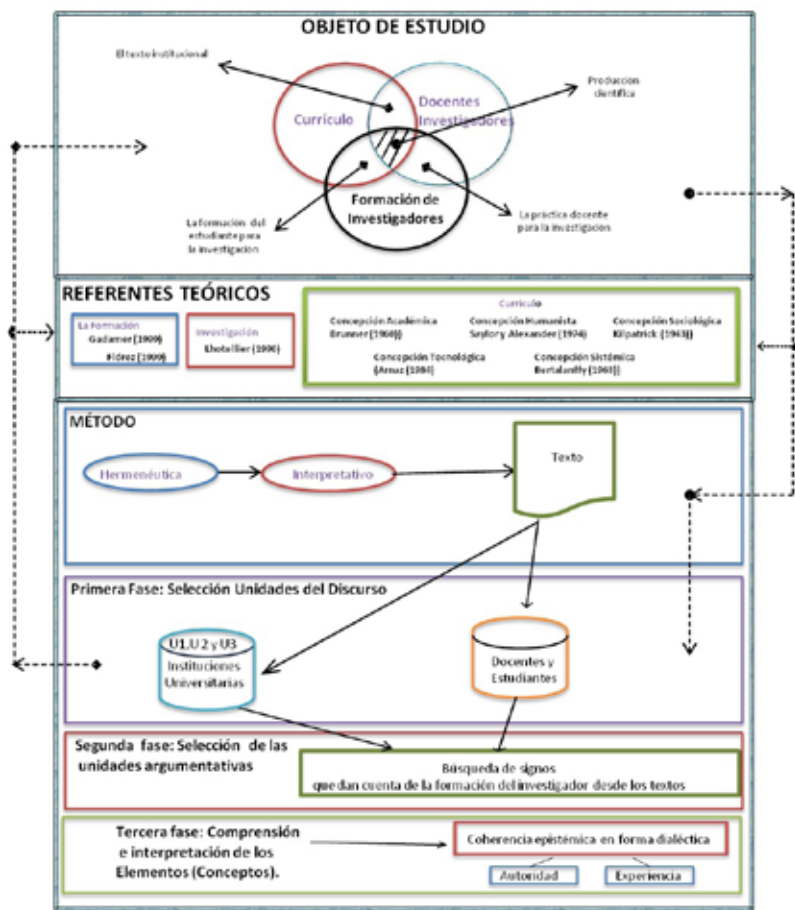 OBJETO DE ESTUDIO
El texto institucional
Producción
científica
Currículo
Docentes
Investigadores
Formación de
Investigadores
La formación del
estudiante para
la investigación
La práctica docente
para la investigación
REFERENTES TEÓRICOS
La Formación
Gadamer (1999)
Flórez (1999)
Investigación
Lhotellier (1990)
Currículo
Concepción Académica
Brunner (1960))
Concepción Humanista
Saylor y Alexander (1974)
Concepción Sociológica
Kilpatrick (1943))
Concepción Tecnológica
(Arnaz (1984)
Concepción Sistémica
Bertalanffy (1968))
MÉTODO
Hermenéutica
Interpretativo
Texto
Primera Fase: Selección Unidades del Discurso
U1,U 2 y U3
Instituciones
Universitarias
Docentes y
Estudiantes
Segunda fase: Selección de las
unidades argumentativas
Búsqueda de signos
que dan cuenta de la formación del investigador desde los textos
Tercera fase: Comprensión
e interpretación de los
Elementos (Conceptos).
Coherencia epistémica en forma dialéctica
Autoridad
Experiencia